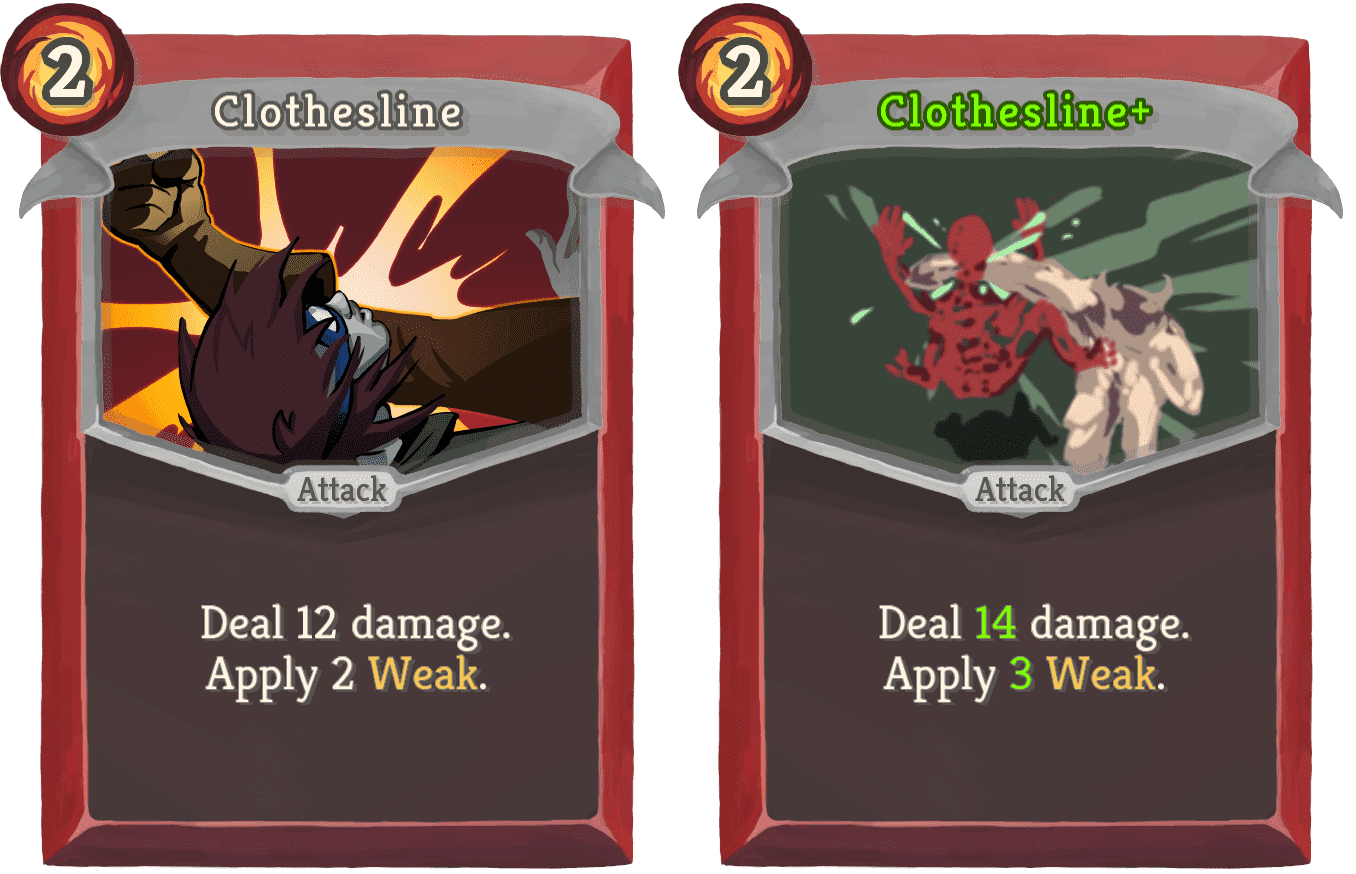 2
Clothesline
Attack
Deal 12 damage.
Apply 2 Weak.
2
Clothesline+
Attack
Deal 14 damage.
Apply 3 Weak.